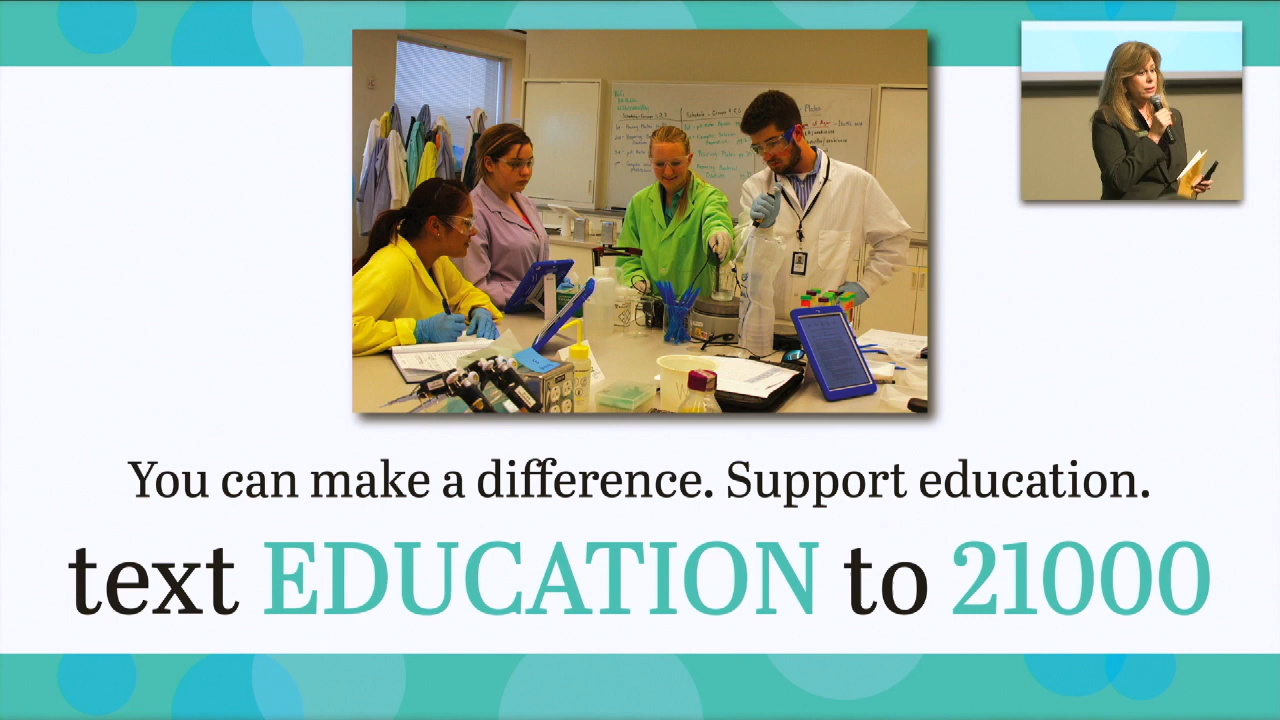 You can make a difference. Support education.
text EDUCATION to 21000